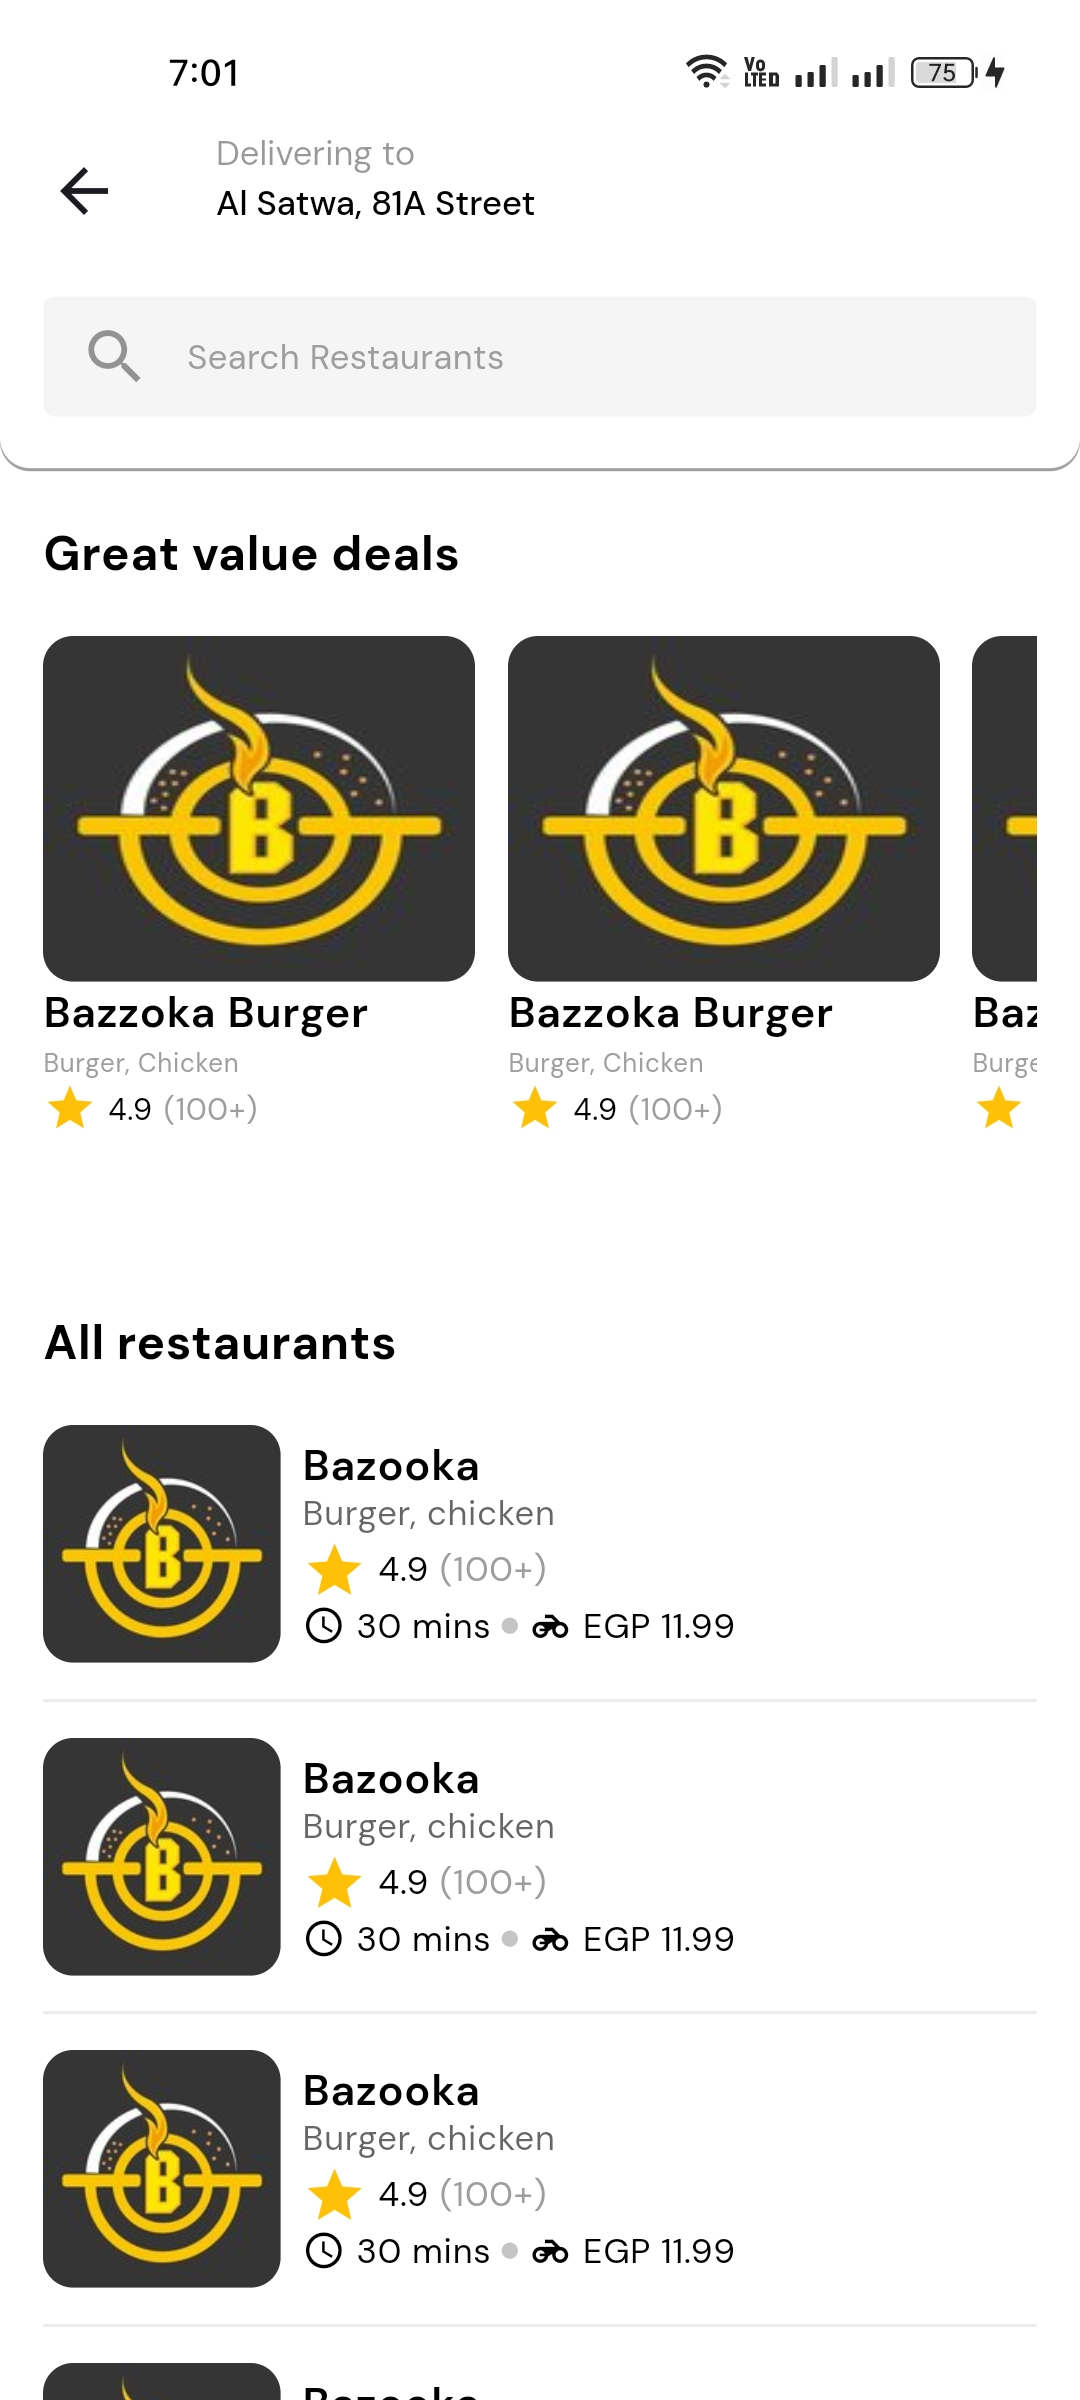 7:01
Vo
LTE
75
Delivering to
Al Satwa, 81A Street
Search Restaurants
Great value deals
B
B
Bazzoka Burger
Bazzoka Burger
Baz
Burger, Chicken
Burger, Chicken
Burge
4.9 (100+)
4.9 (100+)
All restaurants
B
Bazooka
Burger, chicken
4.9 (100+)
30 mins
EGP 11.99
B
Bazooka
Burger, chicken
4.9 (100+)
30 mins
EGP 11.99
B
Bazooka
Burger, chicken
4.9 (100+)
30 mins
EGP 11.99
Bazooka